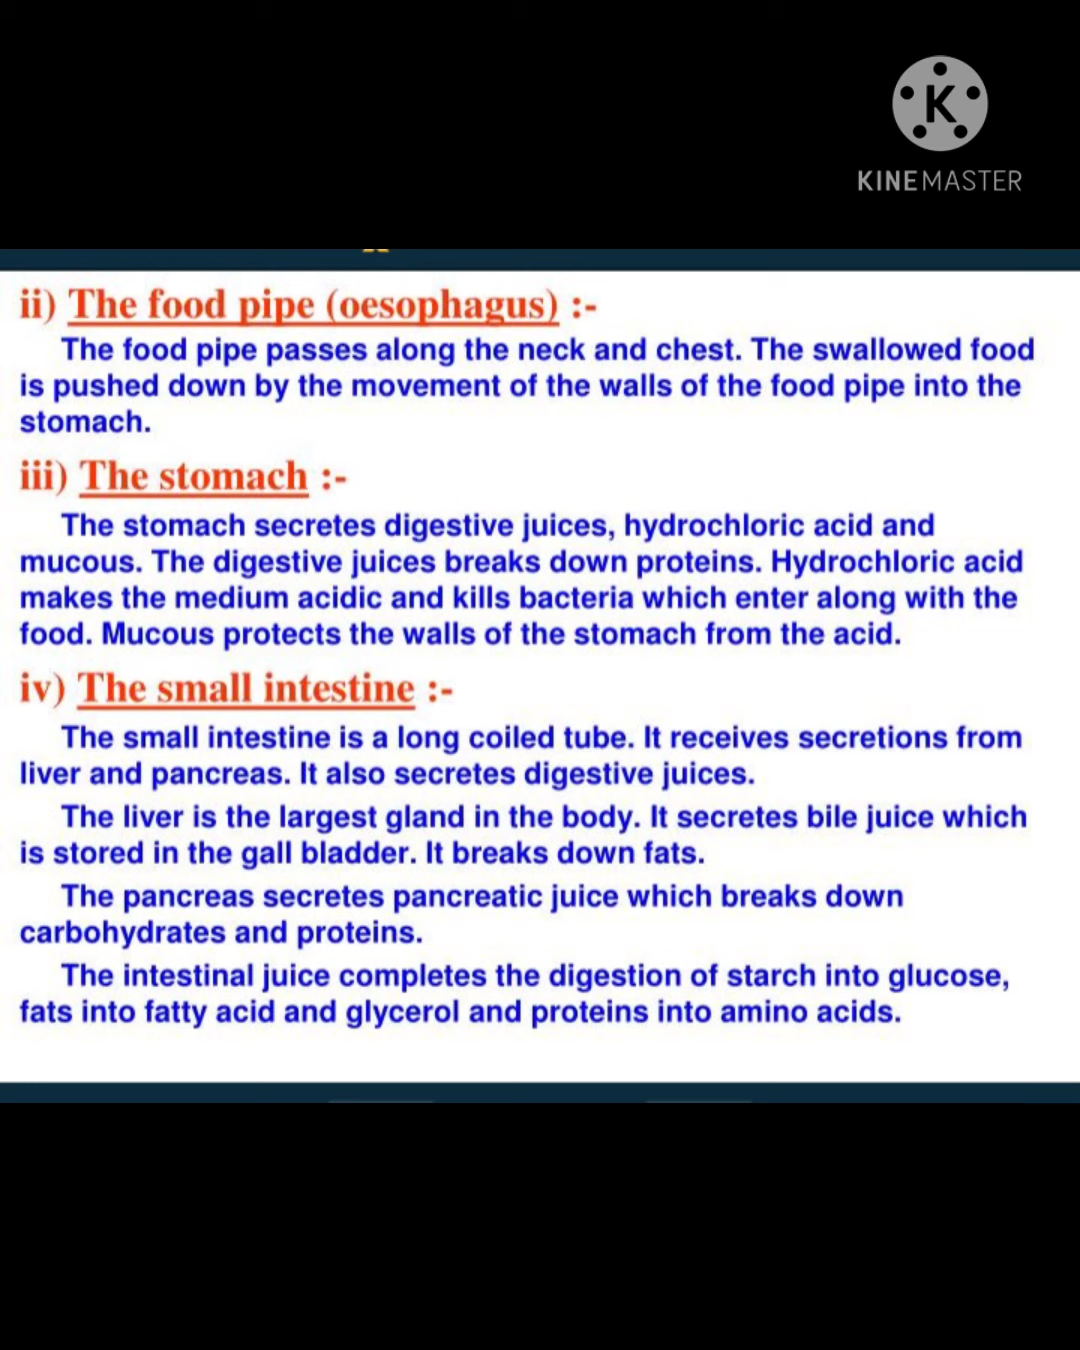 K
KINEMASTER
ii) The food pipe (oesophagus) :-
The food pipe passes along the neck and chest. The swallowed food
is pushed down by the movement of the walls of the food pipe into the
stomach.
iii) The stomach :-
The stomach secretes digestive juices, hydrochloric acid and
mucous. The digestive juices breaks down proteins. Hydrochloric acid
makes the medium acidic and kills bacteria which enter along with the
food. Mucous protects the walls of the stomach from the acid.
iv) The small intestine :-
The small intestine is a long coiled tube. It receives secretions from
liver and pancreas. It also secretes digestive juices.
The liver is the largest gland in the body. It secretes bile juice which
is stored in the gall bladder. It breaks down fats.
The pancreas secretes pancreatic juice which breaks down
carbohydrates and proteins.
The intestinal juice completes the digestion of starch into glucose,
fats into fatty acid and glycerol and proteins into amino acids.